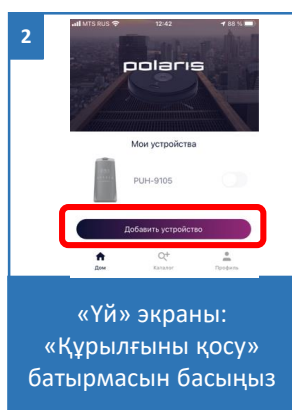 2
MTS RUS 12:42 88 %
polaris
Мои устройства
PUH-9105
Добавить устройство
Дом Каталог Профиль
«Үй» экраны:
«Құрылғыны қосу»
батырмасын басыңыз